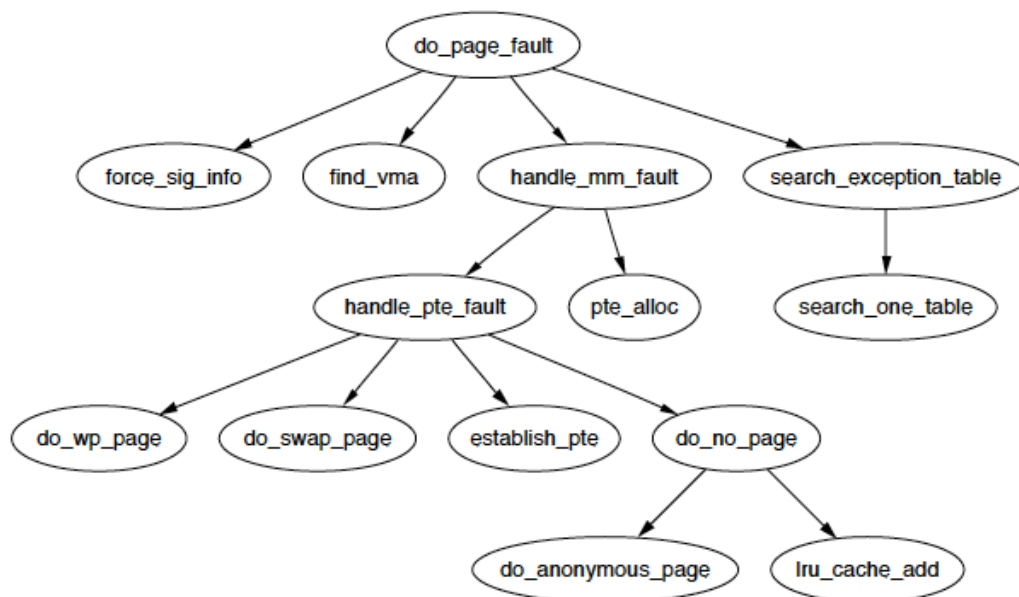 do_page_fault
force_sig_info
find_vma
handle_mm_fault
search_exception_table
handle_pte_fault
pte_alloc
search_one_table
do_wp_page
do_swap_page
establish_pte
do_no_page
do_anonymous_page
lru_cache_add